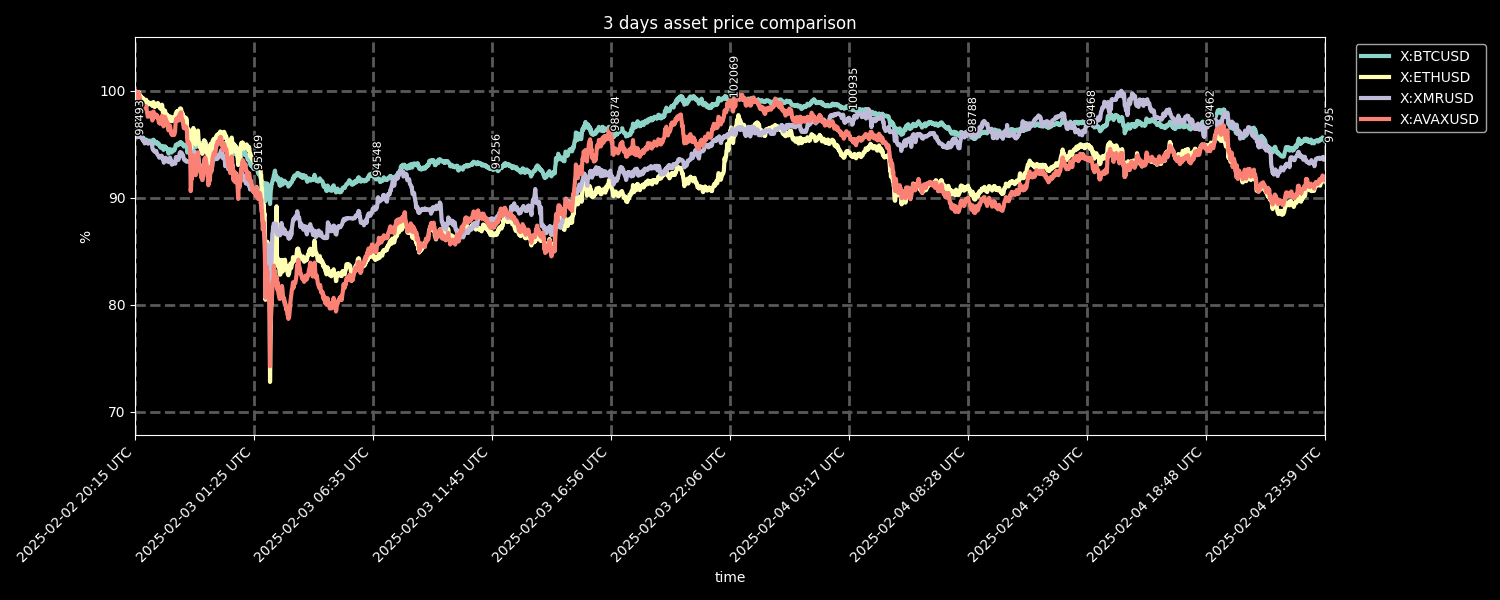 3 days asset price comparison
X:BTCUSD
X:ETHUSD
X:XMRUSD
X:AVAXUSD
100
90
80
70
%
98493
95169
94548
95256
98874
102069
100935
98788
99468
99462
97795
2025-02-02 20:15 UTC
2025-02-03 01:25 UTC
2025-02-03 06:35 UTC
2025-02-03 11:45 UTC
2025-02-03 16:56 UTC
2025-02-03 22:06 UTC
2025-02-04 03:17 UTC
2025-02-04 08:28 UTC
2025-02-04 13:38 UTC
2025-02-04 18:48 UTC
2025-02-04 23:59 UTC
time